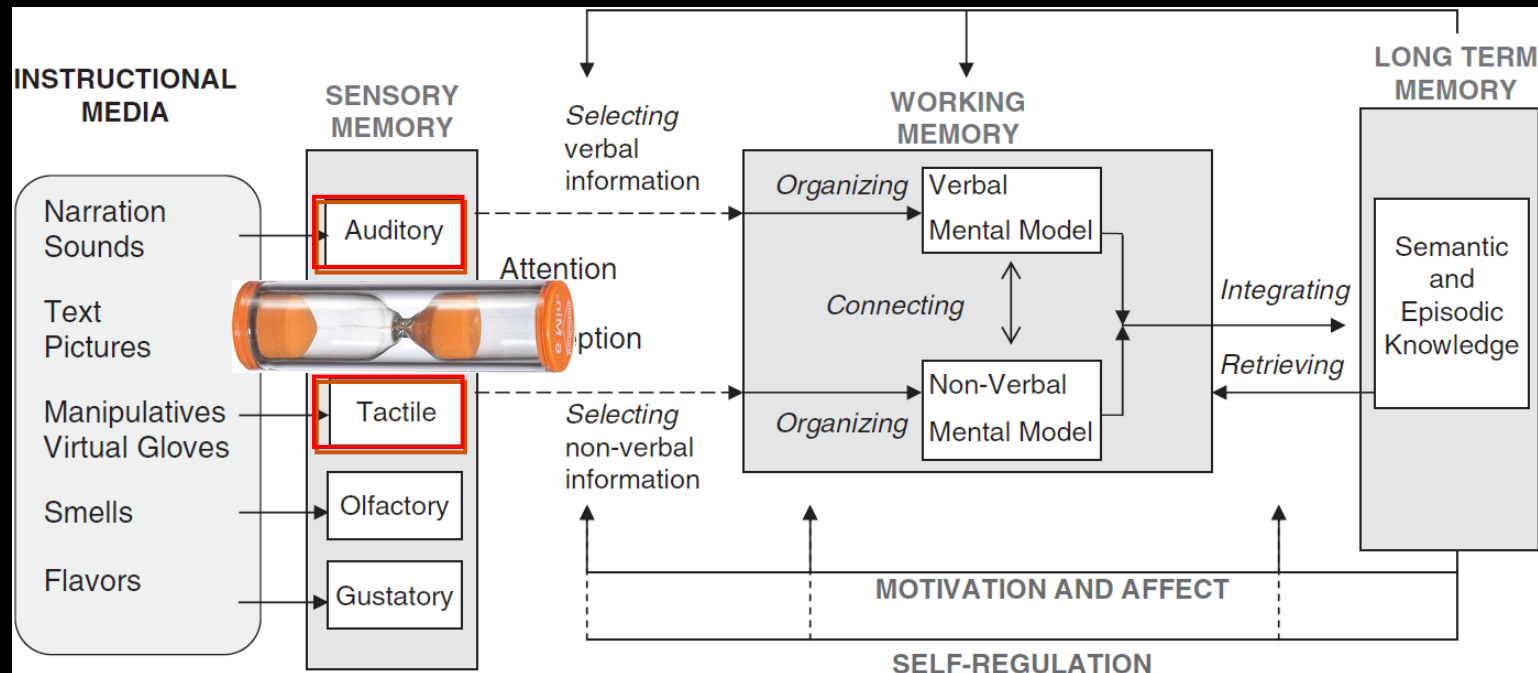 INSTRUCTIONAL
MEDIA
Narration
Sounds
Text
Pictures
Manipulatives
Virtual Gloves
Smells
Flavors
SENSORY
MEMORY
Auditory
Tactile
Olfactory
Gustatory
Selecting
verbal
information
Attention
Selecting
non-verbal
information
WORKING
MEMORY
Organizing
Verbal
Mental Model
Connecting
Organizing
Non-Verbal
Mental Model
Integrating
Retrieving
LONG TERM
MEMORY
Semantic
and
Episodic
Knowledge
MOTIVATION AND AFFECT
SELF-REGULATION